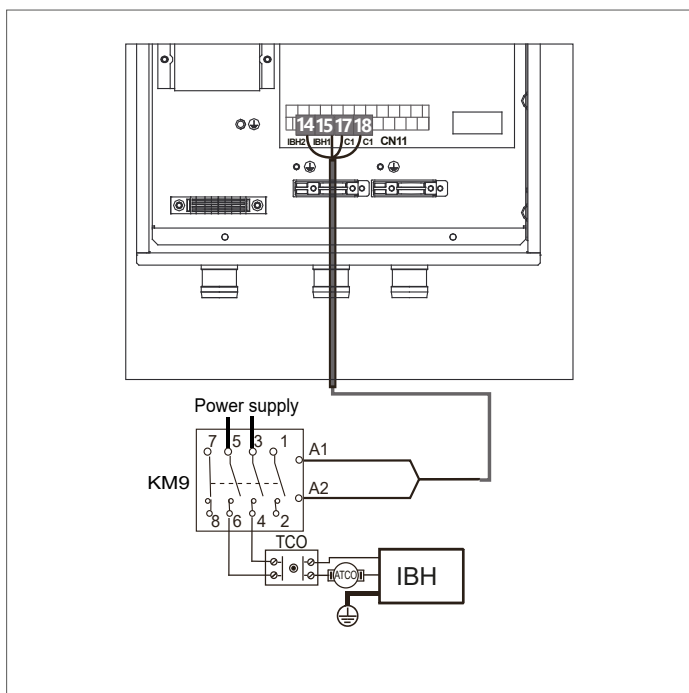 14 15 17 18
IBH2 IBH1 C1 C1 CN11
Power supply
7 5 3 1
A1
KM9
A2
8 6 4 2
TCO
ATCO
IBH